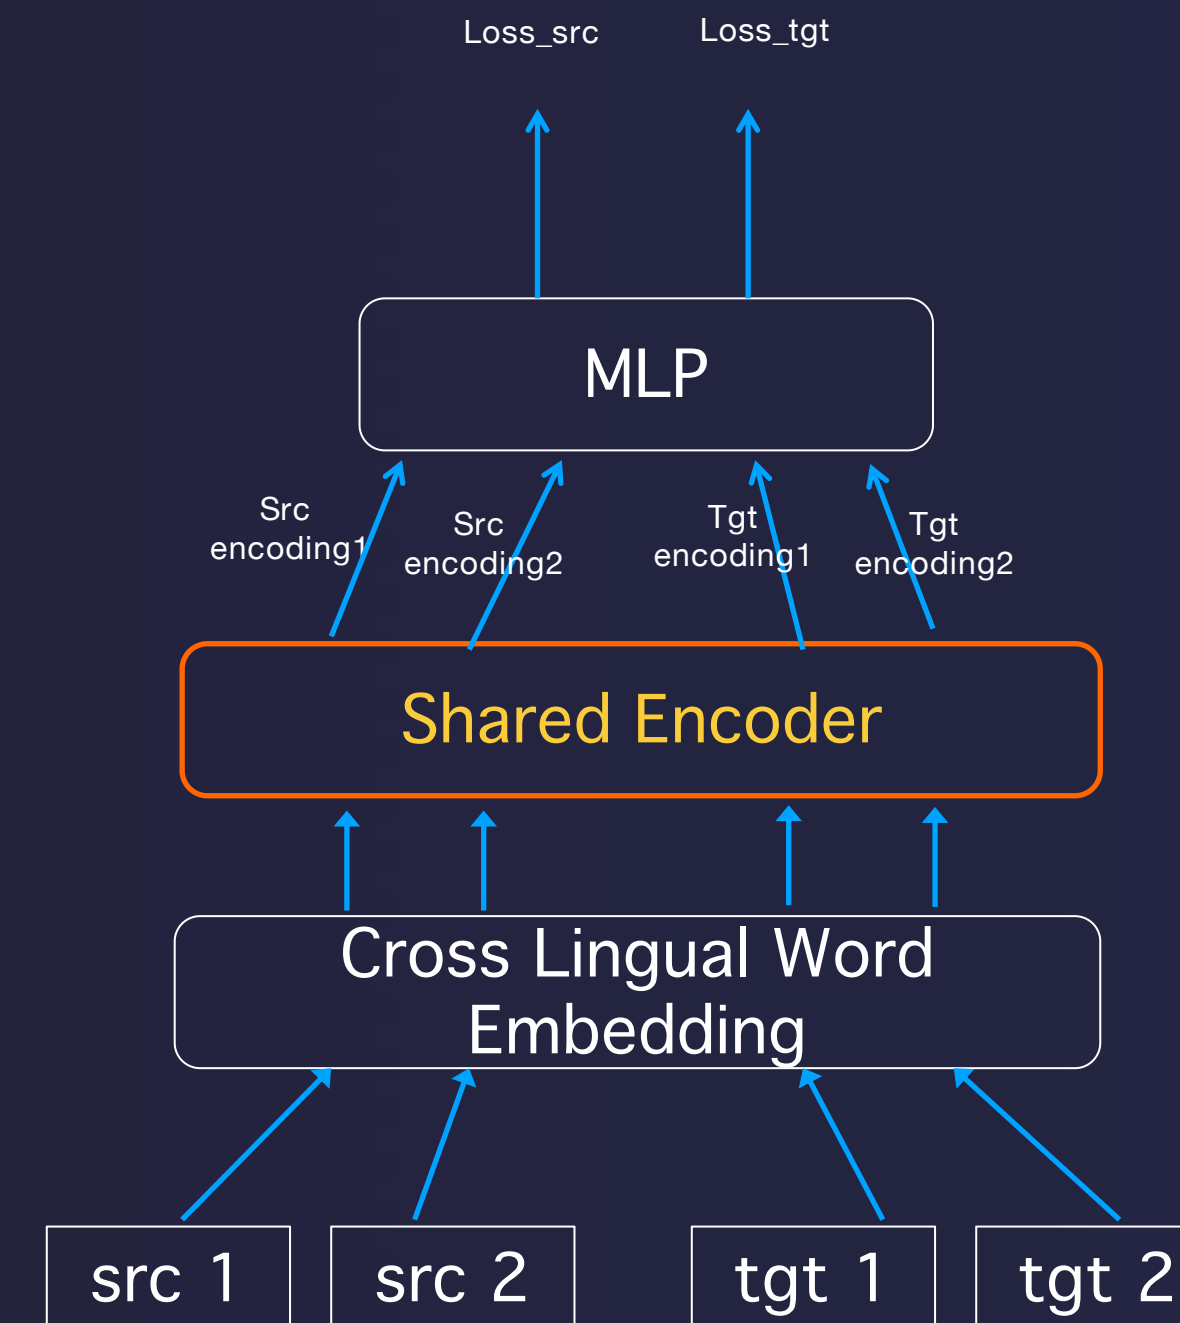 Loss_src
Loss_tgt
MLP
Src
encoding1
Src
encoding2
Tgt
encoding1
Tgt
encoding2
Shared Encoder
Cross Lingual Word
Embedding
src 1
src 2
tgt 1
tgt 2